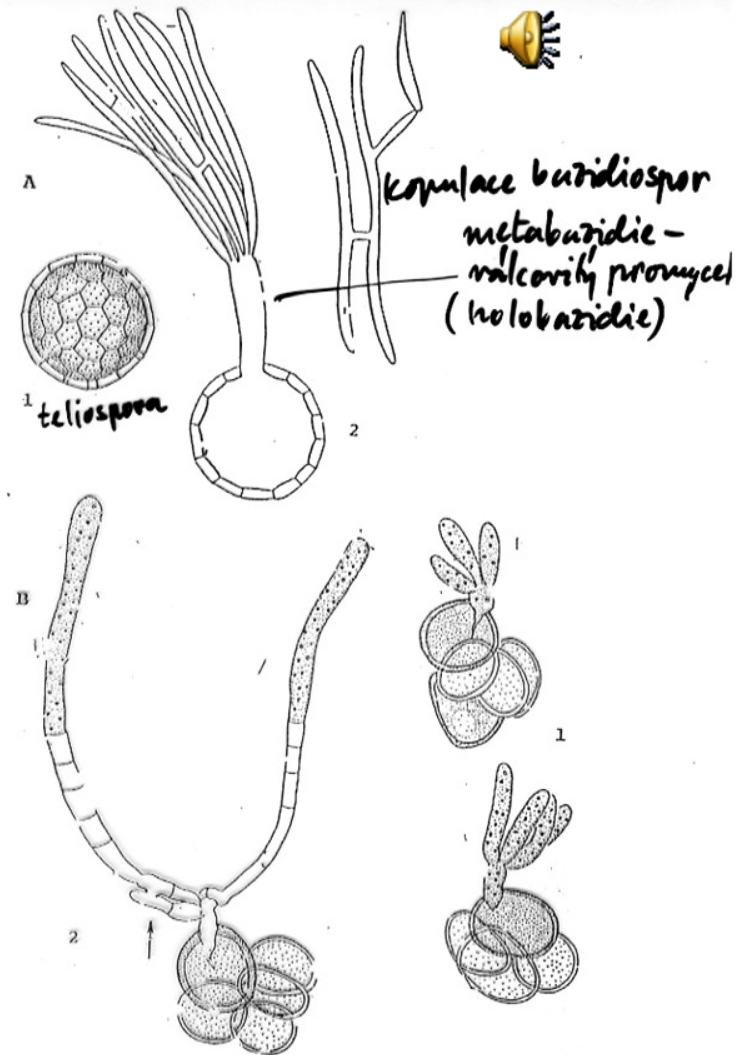 A
kopulace bazidiospor
metabazidie –
válcovitý promycel
(holobazidie)
1
teliospora
2
B
1
2